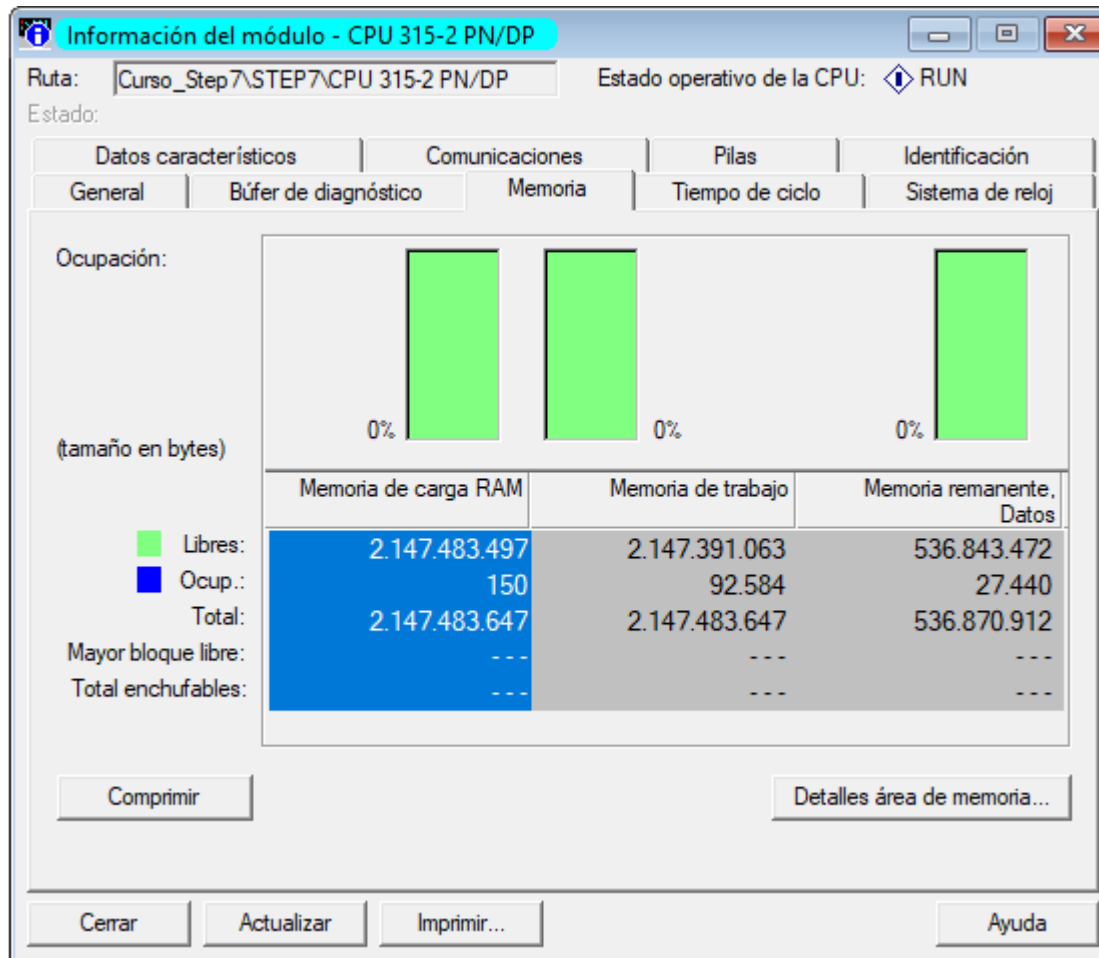 Información del módulo - CPU 315-2 PN/DP
Ruta: Curso_Step7\STEP7\CPU 315-2 PN/DP Estado operativo de la CPU: RUN
Estado:
Datos característicos Comunicaciones Pilas Identificación
General Búfer de diagnóstico Memoria Tiempo de ciclo Sistema de reloj
Ocupación:
0% 0% 0%
(tamaño en bytes)
Memoria de carga RAM Memoria de trabajo Memoria remanente,
Datos
Libres: 2.147.483.497 2.147.391.063 536.843.472
Ocup.: 150 92.584 27.440
Total: 2.147.483.647 2.147.483.647 536.870.912
Mayor bloque libre: - - - - - - - - -
Total enchufables: - - - - - - - - -
Comprimir Detalles área de memoria...
Cerrar Actualizar Imprimir... Ayuda